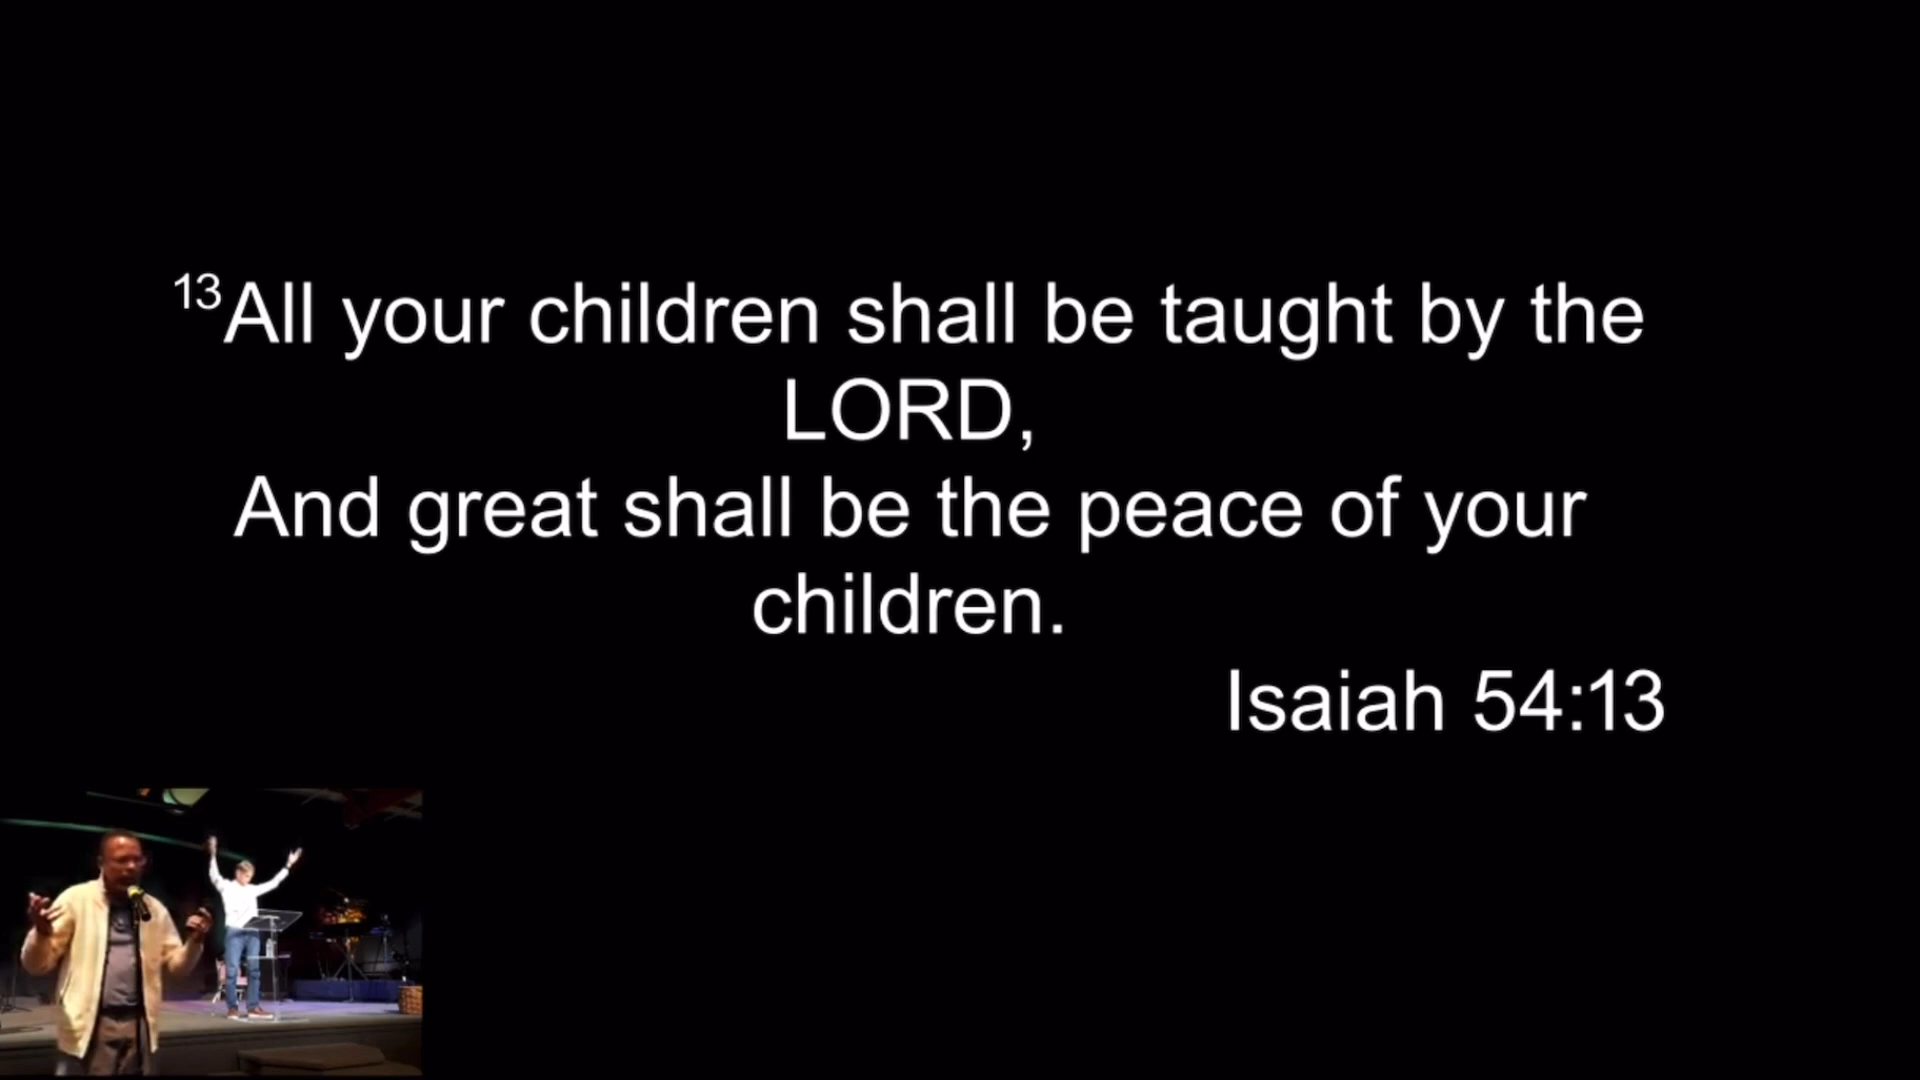 13All your children shall be taught by the
LORD,
And great shall be the peace of your
children.
Isaiah 54:13